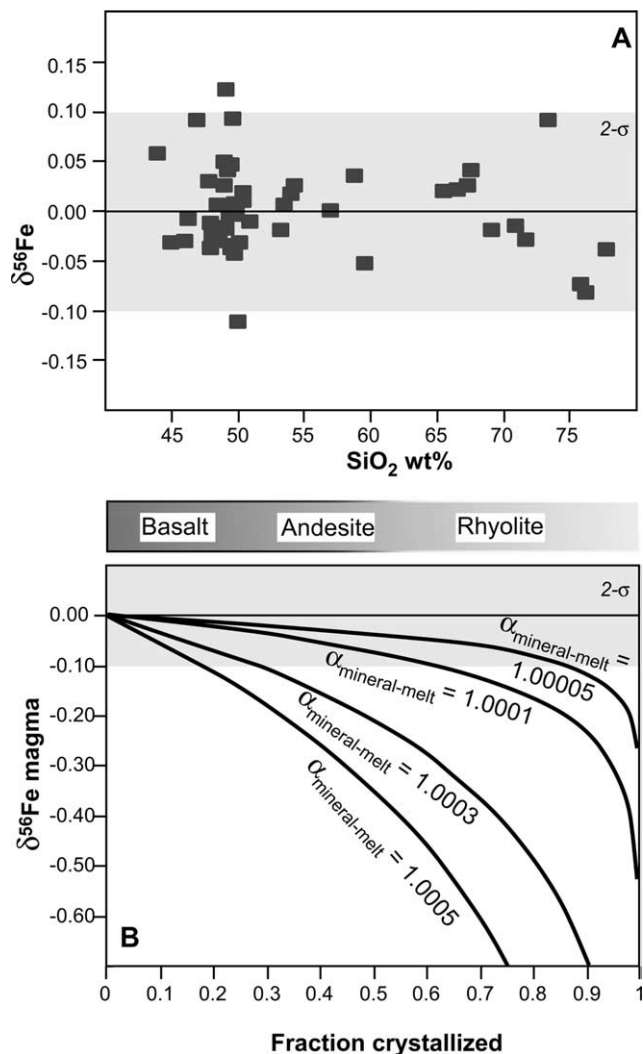 A
0.15
0.10
2-σ
0.05
0.00
-0.05
-0.10
-0.15
δ⁵⁶Fe
45 50 55 60 65 70 75
SiO₂ wt%
Basalt Andesite Rhyolite
2-σ
0.00
-0.10
-0.20
-0.30
-0.40
-0.50
-0.60
δ⁵⁶Fe magma
α mineral-melt =
1.00005
α mineral-melt = 1.0001
α mineral-melt = 1.0003
α mineral-melt = 1.0005
B
0 0.1 0.2 0.3 0.4 0.5 0.6 0.7 0.8 0.9 1
Fraction crystallized